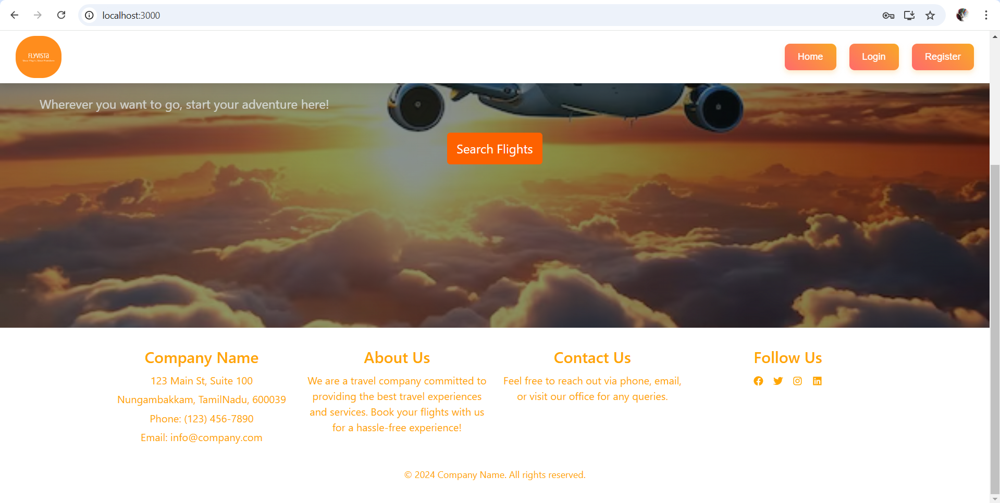 localhost:3000
FLYVISTA
Home
Login
Register
Wherever you want to go, start your adventure here!
Search Flights
Company Name
123 Main St, Suite 100
Nungambakkam, TamilNadu, 600039
Phone: (123) 456-7890
Email: info@company.com
About Us
We are a travel company committed to
providing the best travel experiences
and services. Book your flights with us
for a hassle-free experience!
Contact Us
Feel free to reach out via phone, email,
or visit our office for any queries.
Follow Us
© 2024 Company Name. All rights reserved.